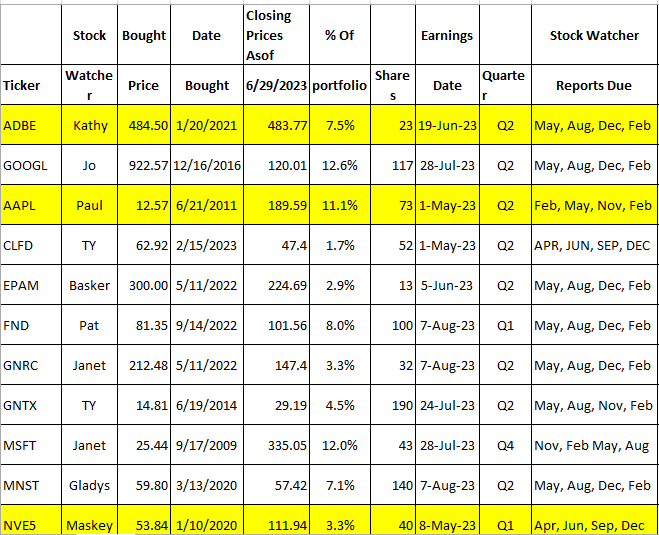 Stock Bought Date Closing Prices Asof % Of Earnings Stock Watcher
Ticker Watcher Price Bought 6/29/2023 portfolio Shares Date Quarter Reports Due
ADBE Kathy 484.50 1/20/2021 483.77 7.5% 23 19-Jun-23 Q2 May, Aug, Dec, Feb
GOOGL Jo 922.57 12/16/2016 120.01 12.6% 117 28-Jul-23 Q2 May, Aug, Dec, Feb
AAPL Paul 12.57 6/21/2011 189.59 11.1% 73 1-May-23 Q2 Feb, May, Nov, Feb
CLFD TY 62.92 2/15/2023 47.4 1.7% 52 1-May-23 Q2 APR, JUN, SEP, DEC
EPAM Basker 300.00 5/11/2022 224.69 2.9% 13 5-Jun-23 Q2 May, Aug, Dec, Feb
FND Pat 81.35 9/14/2022 101.56 8.0% 100 7-Aug-23 Q1 May, Aug, Dec, Feb
GNRC Janet 212.48 5/11/2022 147.4 3.3% 32 7-Aug-23 Q2 May, Aug, Dec, Feb
GNTX TY 14.81 6/19/2014 29.19 4.5% 190 24-Jul-23 Q2 May, Aug, Nov, Feb
MSFT Janet 25.44 9/17/2009 335.05 12.0% 43 28-Jul-23 Q4 Nov, Feb May, Aug
MNST Gladys 59.80 3/13/2020 57.42 7.1% 140 7-Aug-23 Q2 May, Aug, Dec, Feb
NVE5 Maskey 53.84 1/10/2020 111.94 3.3% 40 8-May-23 Q1 Apr, Jun, Sep, Dec